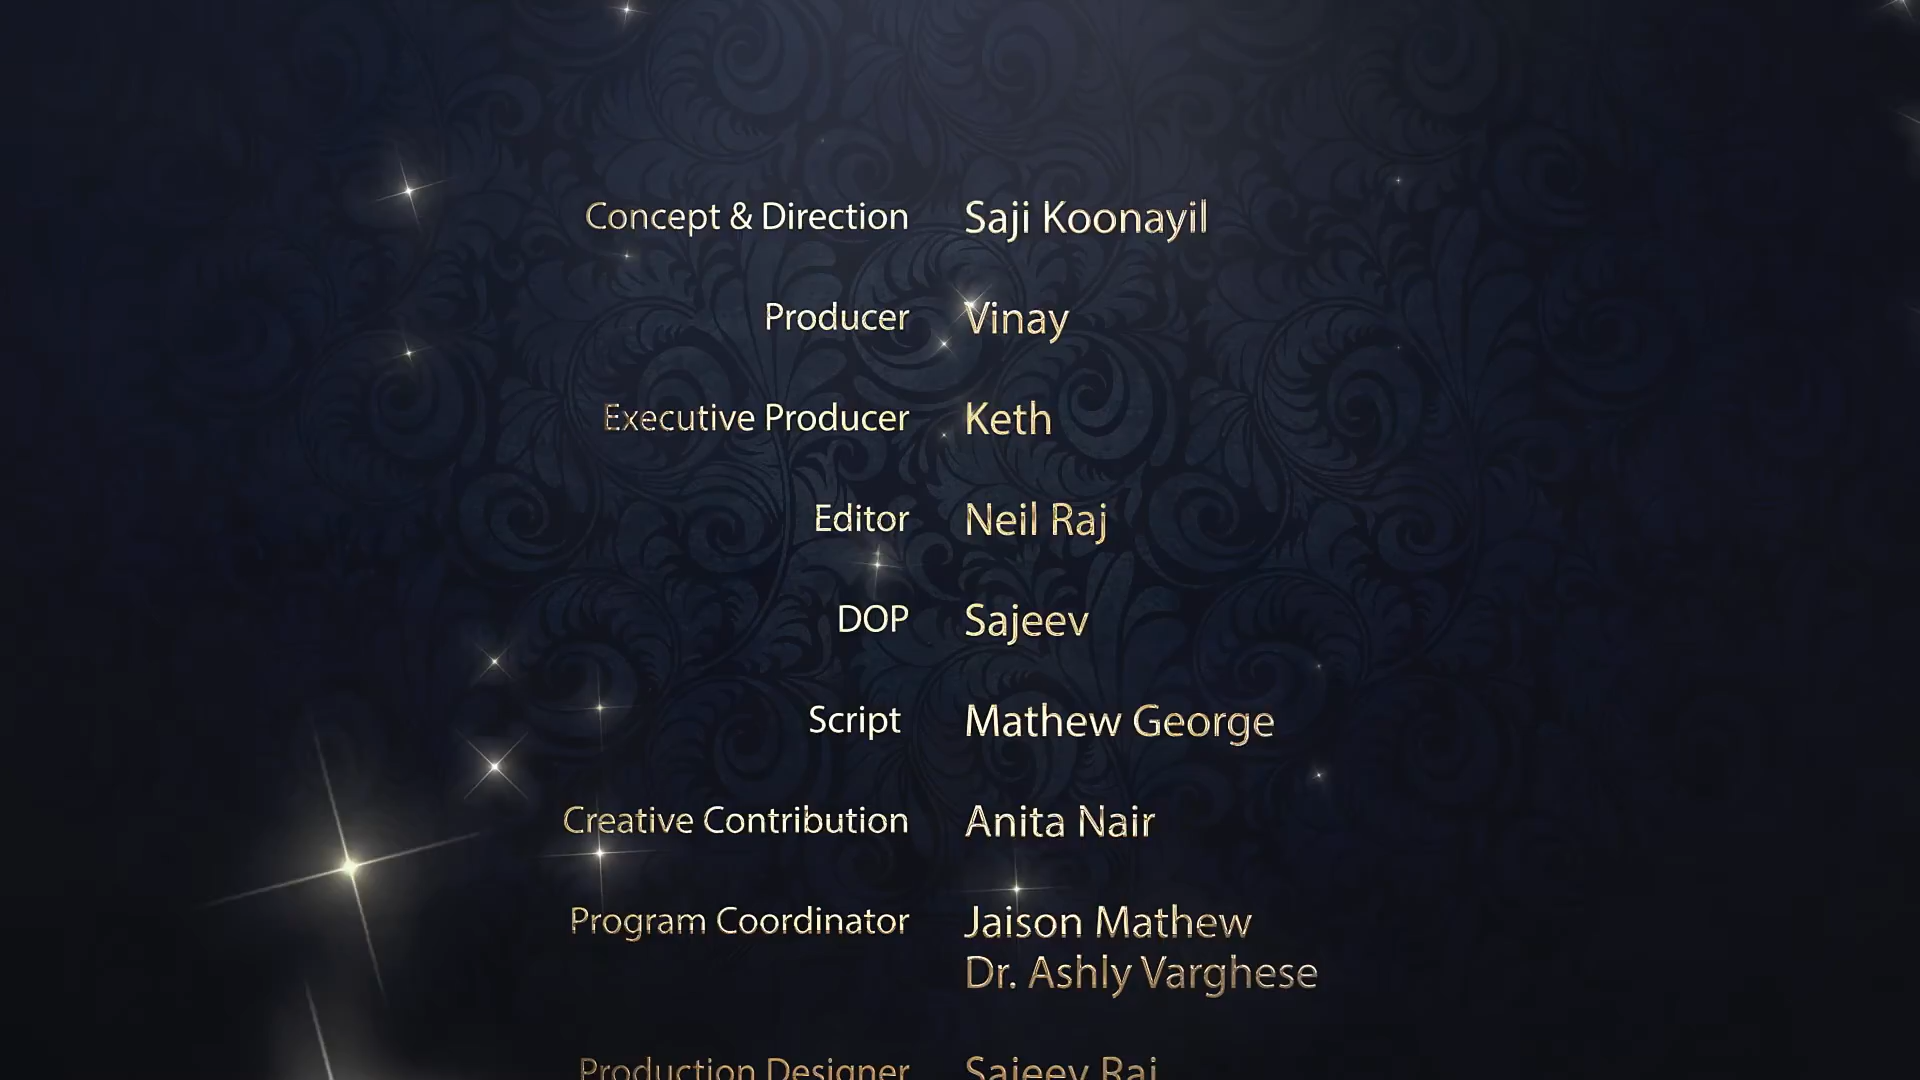 Concept & Direction Saji Koonayil
Producer Vinay
Executive Producer Keth
Editor Neil Raj
DOP Sajeev
Script Mathew George
Creative Contribution Anita Nair
Program Coordinator Jaison Mathew
Dr. Ashly Varghese
Production Designer Sajeev Raj